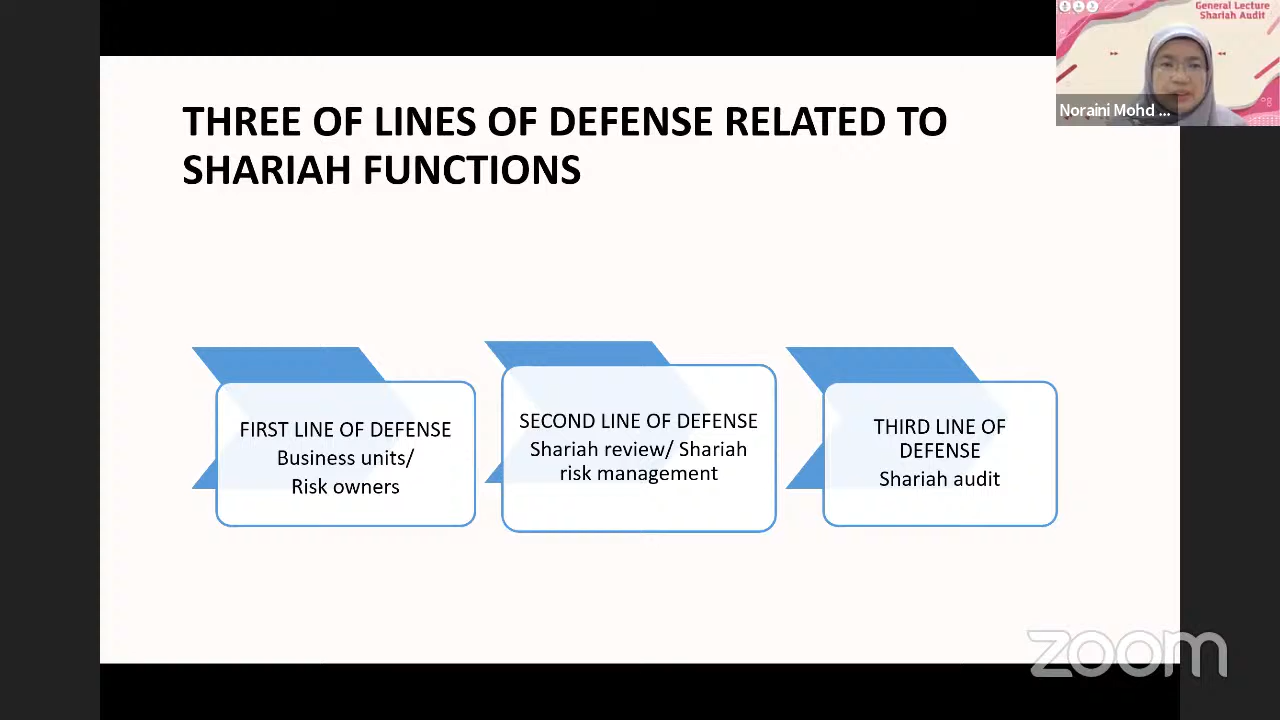 General Lecture
Shariah Audit
Noraini Mohd ...
THREE OF LINES OF DEFENSE RELATED TO
SHARIAH FUNCTIONS
FIRST LINE OF DEFENSE
Business units/
Risk owners
SECOND LINE OF DEFENSE
Shariah review/ Shariah
risk management
THIRD LINE OF
DEFENSE
Shariah audit
zoom